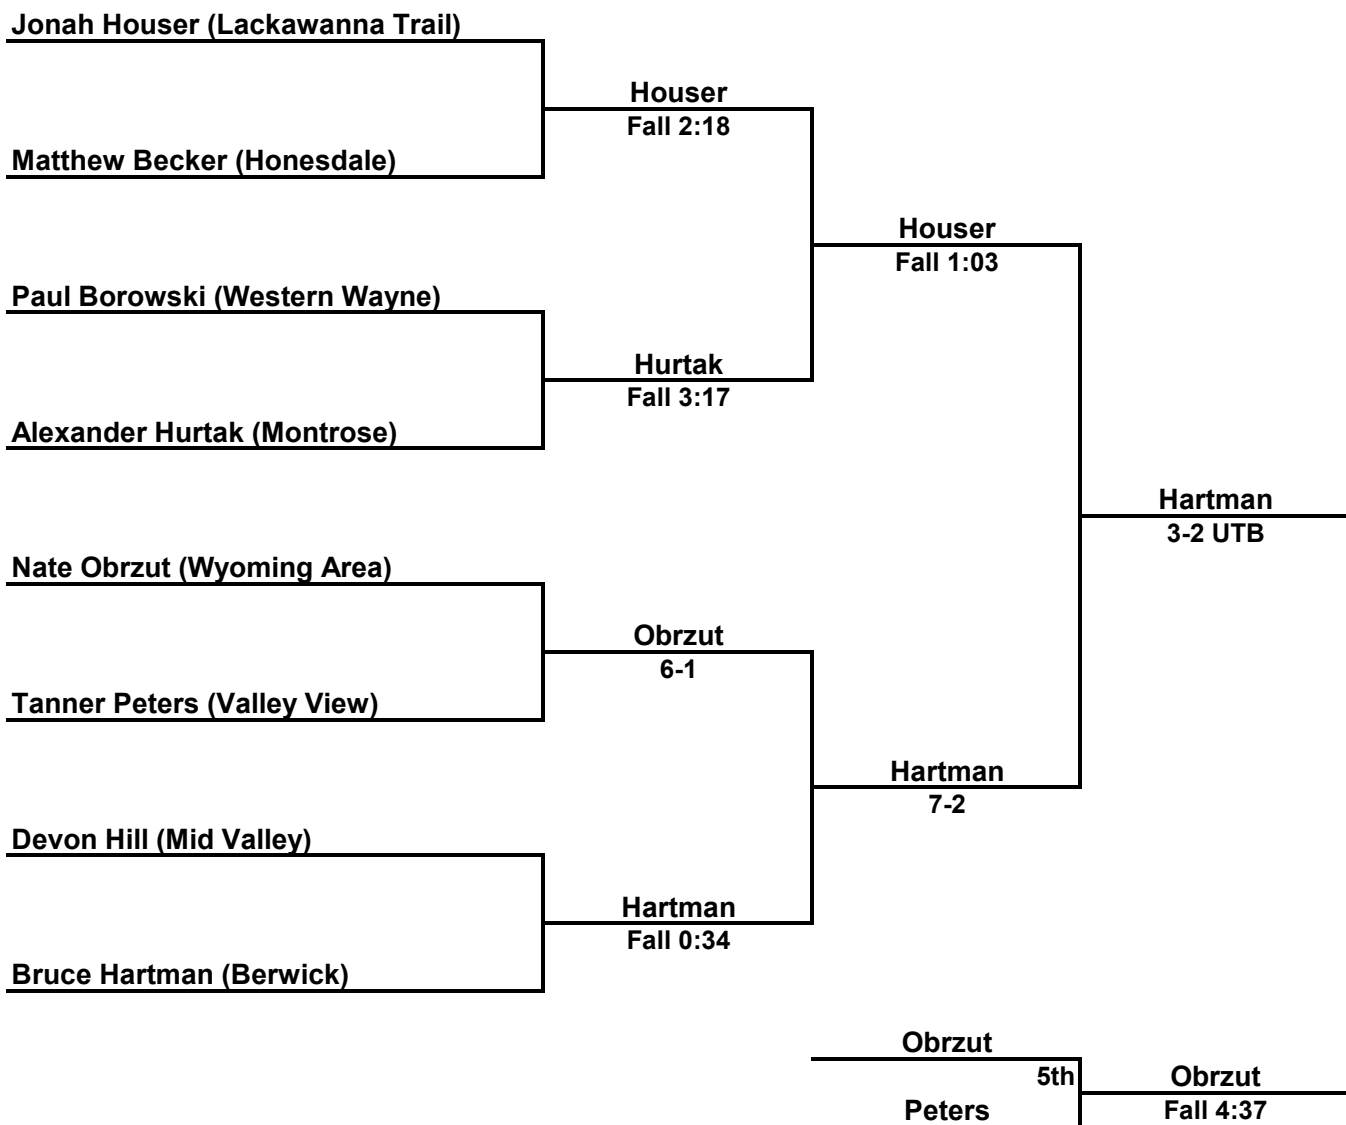 Jonah Houser (Lackawanna Trail)
Houser
Fall 2:18
Matthew Becker (Honesdale)
Houser
Fall 1:03
Paul Borowski (Western Wayne)
Hurtak
Fall 3:17
Alexander Hurtak (Montrose)
Hartman
3-2 UTB
Nate Obrzut (Wyoming Area)
Obrzut
6-1
Tanner Peters (Valley View)
Hartman
7-2
Devon Hill (Mid Valley)
Hartman
Fall 0:34
Bruce Hartman (Berwick)
Obrzut
5th
Obrzut
Peters
Fall 4:37